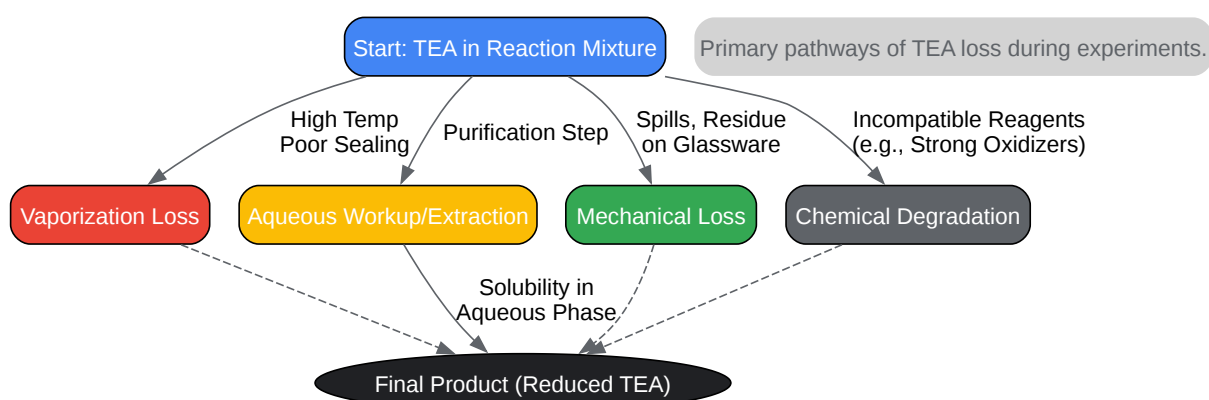 Start: TEA in Reaction Mixture
Primary pathways of TEA loss during experiments.
High Temp
Poor Sealing
Purification Step
Spills, Residue
on Glassware
Incompatible Reagents
(e.g., Strong Oxidizers)
Vaporization Loss
Aqueous Workup/Extraction
Mechanical Loss
Chemical Degradation
Solubility in
Aqueous Phase
Final Product (Reduced TEA)